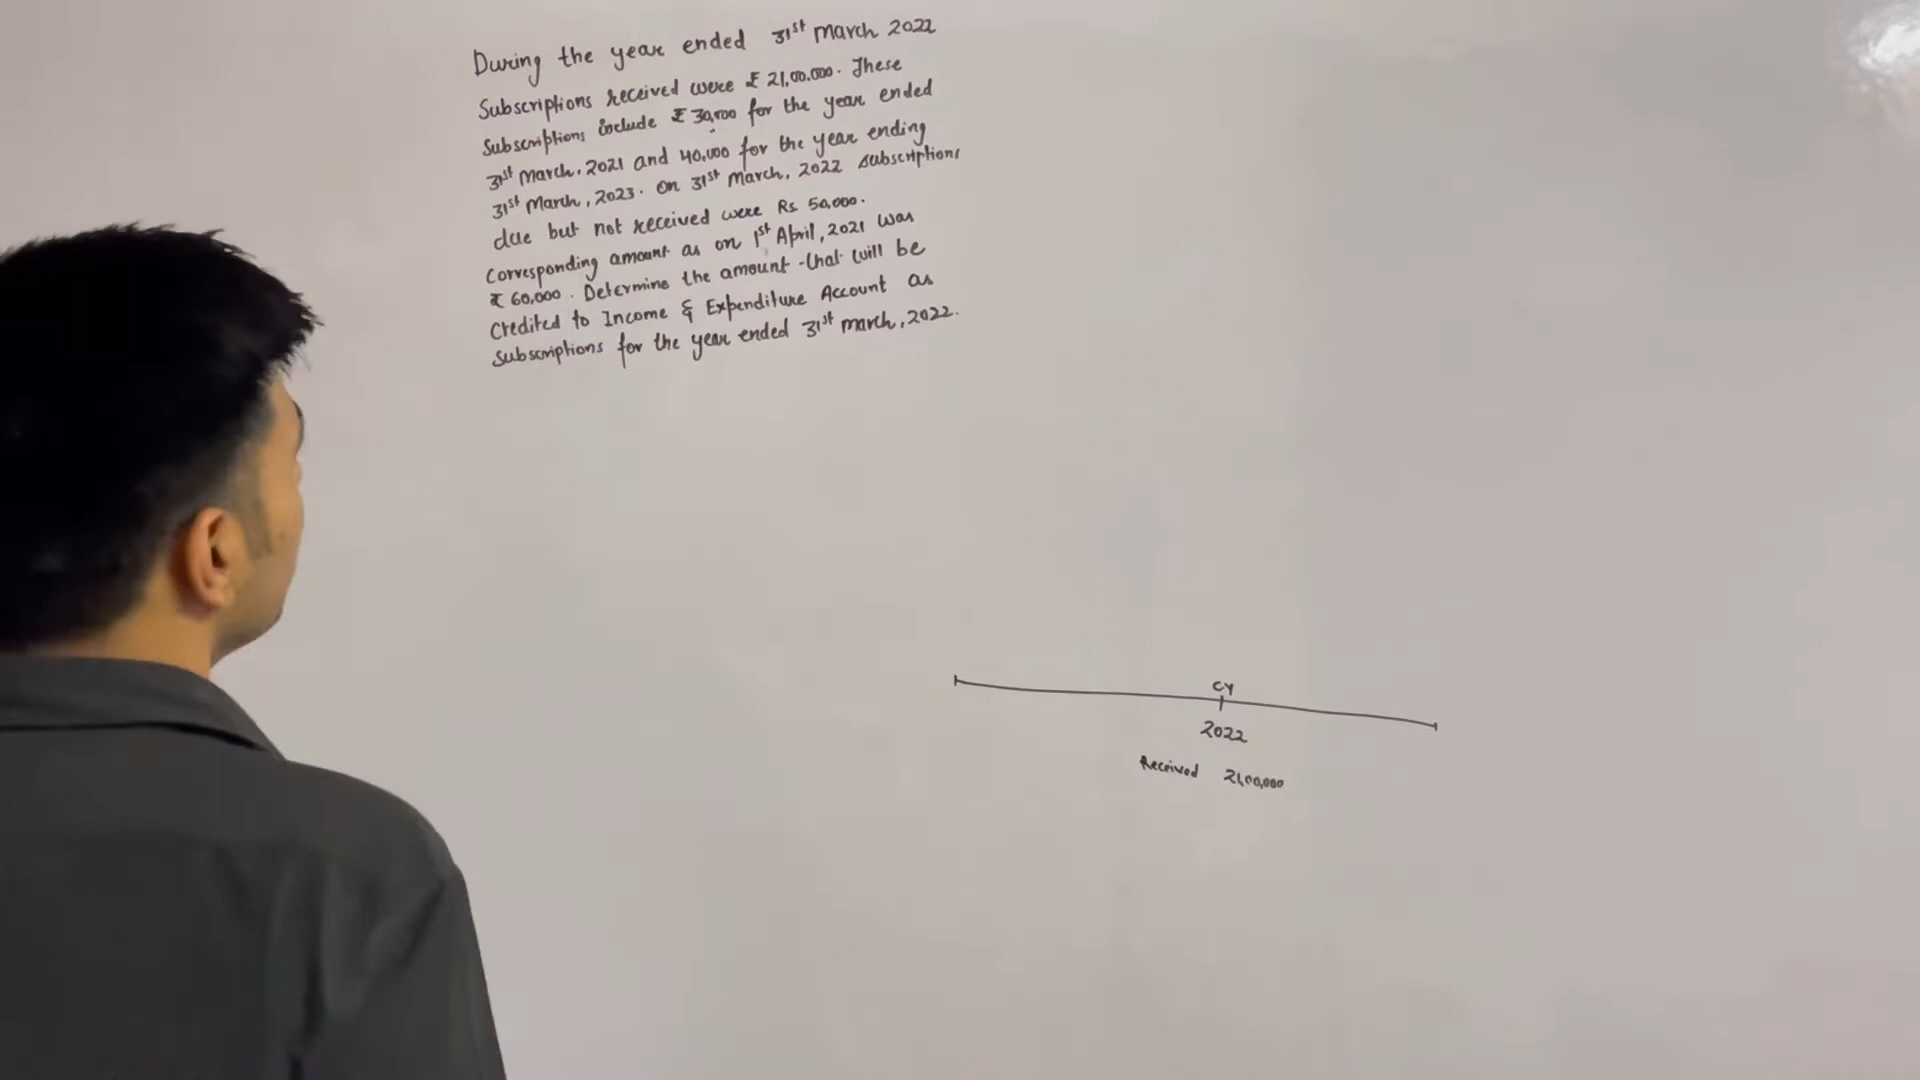 During the year ended 31st March 2022
Subscriptions received were ₹ 21,00,000. These
Subscriptions include ₹ 30,000 for the year ended
31st March, 2021 and 40,000 for the year ending
31st March, 2023. On 31st March, 2022 subscriptions
due but not received were Rs 50,000.
Corresponding amount as on 1st April, 2021 was
₹ 60,000. Determine the amount that will be
Credited to Income & Expenditure Account as
Subscriptions for the year ended 31st march, 2022.
CY
2022
Received 21,00,000